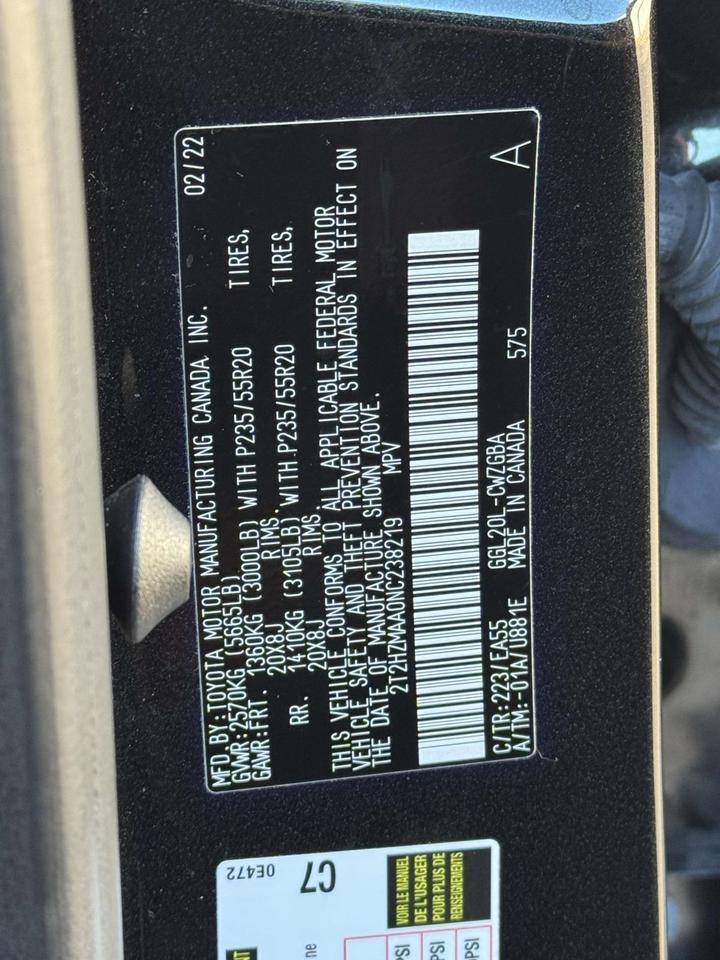 MFD.BY:TOYOTA MOTOR MANUFACTURING CANADA INC. 02/22
GVWR:2570KG (5665LB)
GAWR:FRT. 1360KG (3000LB) WITH P235/55R20 TIRES,
20X8J RIMS.
RR. 1410KG (3105LB) WITH P235/55R20 TIRES,
20X8J RIMS.
THIS VEHICLE CONFORMS TO ALL APPLICABLE FEDERAL MOTOR
VEHICLE SAFETY AND THEFT PREVENTION STANDARDS IN EFFECT ON
THE DATE OF MANUFACTURE SHOWN ABOVE.
2T2HZMAA0NC238219 MPV
C/TR:223/EA55 GGL20L-CWZGBA
A/TM:-01A/U881E MADE IN CANADA 575 A
0E472
C7
VOIR LE MANUEL
DE L'USAGER
POUR PLUS DE
RENSEIGNEMENTS
PSI
PSI
PSI